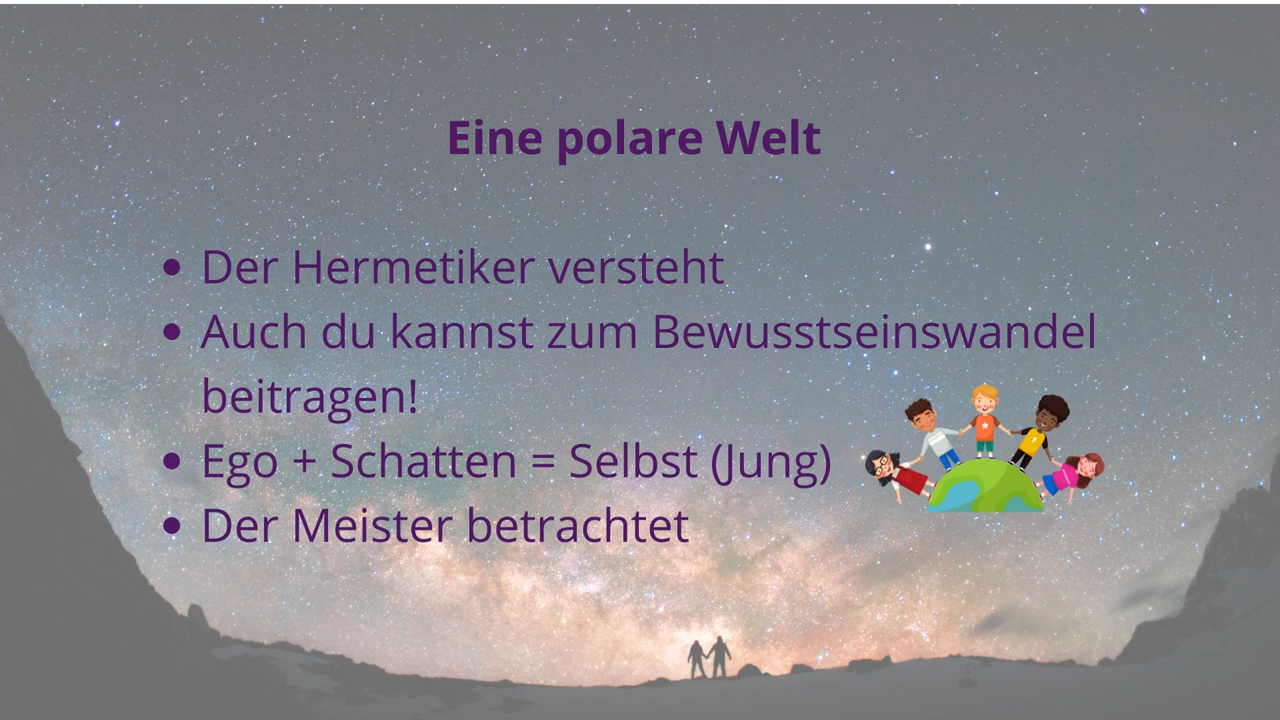 Eine polare Welt
• Der Hermetiker versteht
• Auch du kannst zum Bewusstseinswandel
beitragen!
• Ego + Schatten = Selbst (Jung)
• Der Meister betrachtet